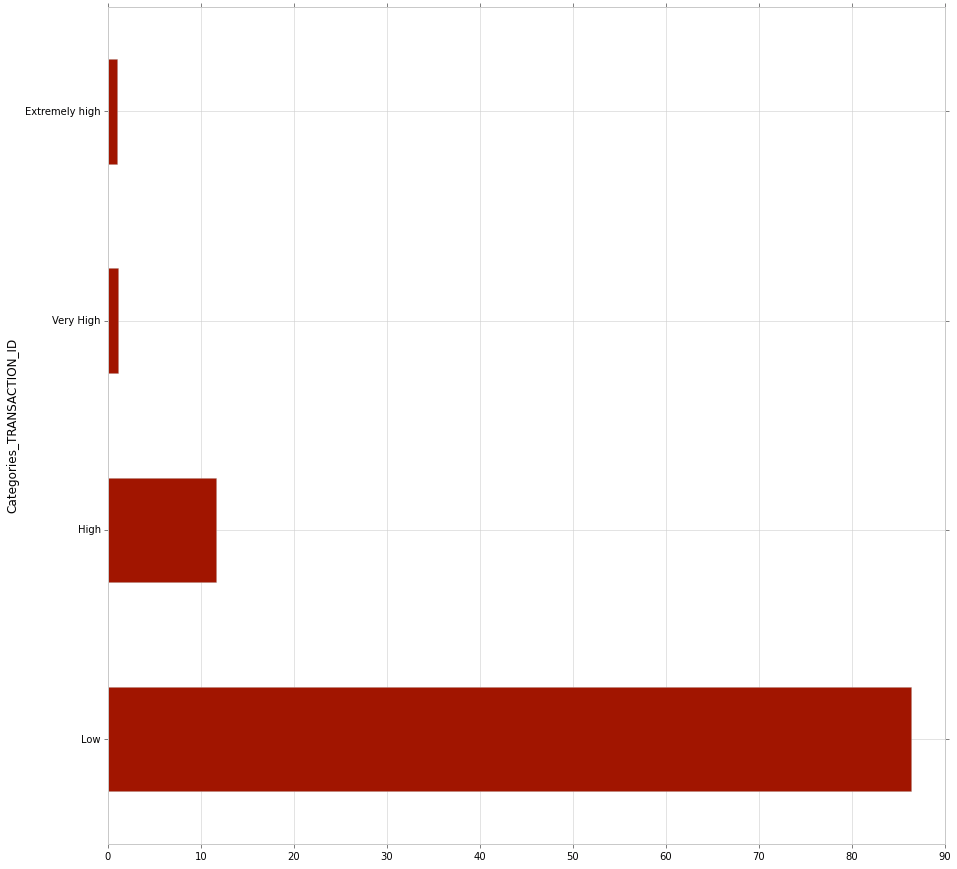 Extremely high
Very High
High
Low
Categories_TRANSACTION_ID
0 10 20 30 40 50 60 70 80 90